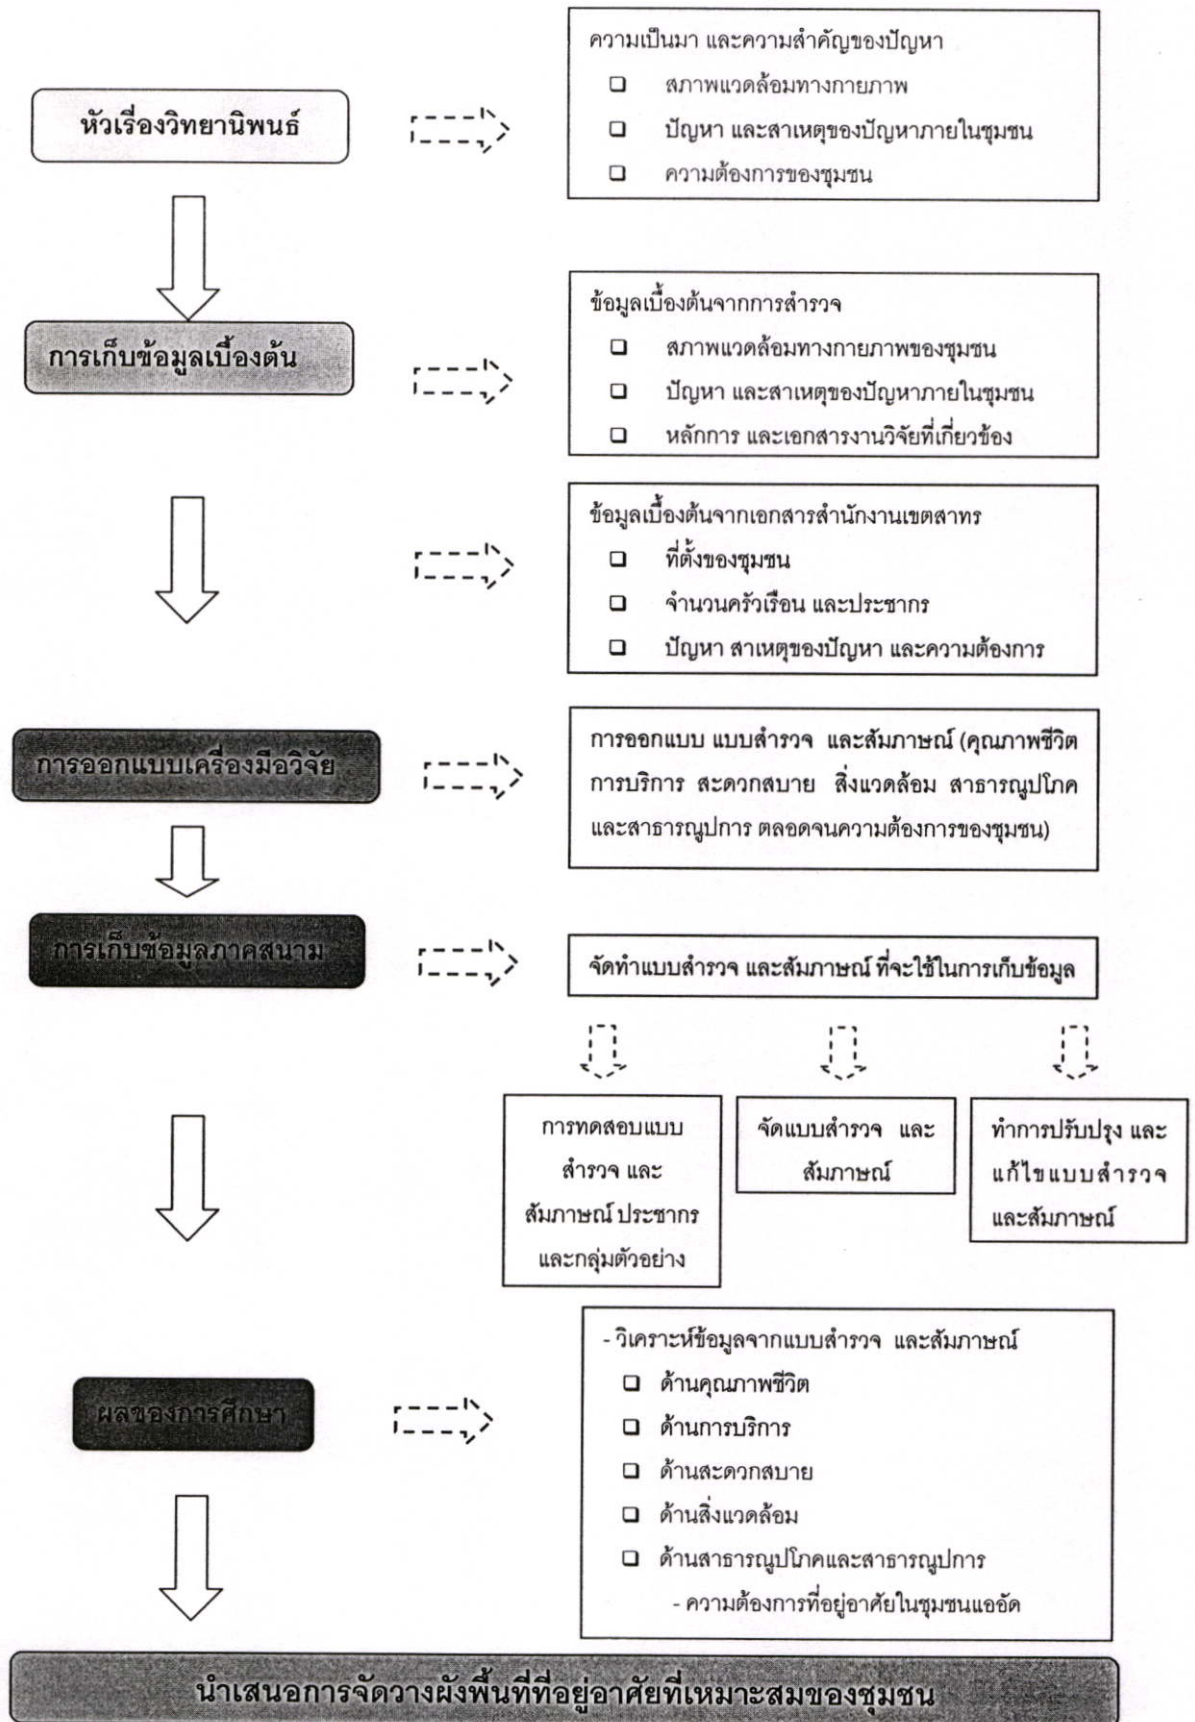 หัวเรื่องวิทยานิพนธ์
ความเป็นมา และความสำคัญของปัญหา
❑ สภาพแวดล้อมทางกายภาพ
❑ ปัญหา และสาเหตุของปัญหาภายในชุมชน
❑ ความต้องการของชุมชน
การเก็บข้อมูลเบื้องต้น
ข้อมูลเบื้องต้นจากการสำรวจ
❑ สภาพแวดล้อมทางกายภาพของชุมชน
❑ ปัญหา และสาเหตุของปัญหาภายในชุมชน
❑ หลักการ และเอกสารงานวิจัยที่เกี่ยวข้อง
ข้อมูลเบื้องต้นจากเอกสารสำนักงานเขตสาทร
❑ ที่ตั้งของชุมชน
❑ จำนวนครัวเรือน และประชากร
❑ ปัญหา สาเหตุของปัญหา และความต้องการ
การออกแบบเครื่องมือวิจัย
การออกแบบ แบบสำรวจ และสัมภาษณ์ (คุณภาพชีวิต
การบริการ สะดวกสบาย สิ่งแวดล้อม สาธารณูปโภค
และสาธารณูปการ ตลอดจนความต้องการของชุมชน)
การเก็บข้อมูลภาคสนาม
จัดทำแบบสำรวจ และสัมภาษณ์ ที่จะใช้ในการเก็บข้อมูล
การทดสอบแบบ
สำรวจ และ
สัมภาษณ์ ประชากร
และกลุ่มตัวอย่าง
จัดแบบสำรวจ และ
สัมภาษณ์
ทำการปรับปรุง และ
แก้ไขแบบสำรวจ
และสัมภาษณ์
ผลของการศึกษา
- วิเคราะห์ข้อมูลจากแบบสำรวจ และสัมภาษณ์
❑ ด้านคุณภาพชีวิต
❑ ด้านการบริการ
❑ ด้านสะดวกสบาย
❑ ด้านสิ่งแวดล้อม
❑ ด้านสาธารณูปโภคและสาธารณูปการ
- ความต้องการที่อยู่อาศัยในชุมชนแออัด
นำเสนอการจัดวางผังพื้นที่ที่อยู่อาศัยที่เหมาะสมของชุมชน